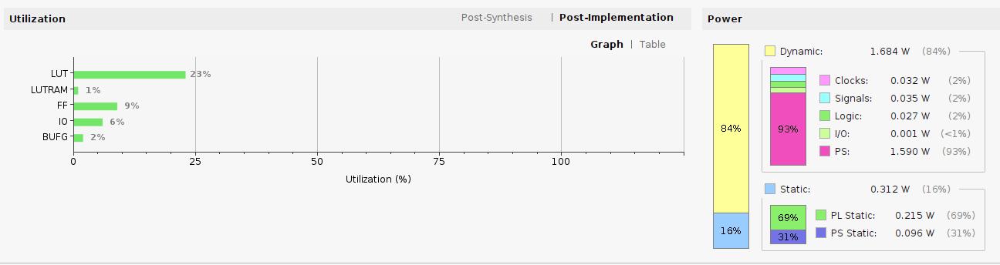 Utilization
Post-Synthesis | Post-Implementation
Graph | Table
LUT 23%
LUTRAM 1%
FF 9%
IO 6%
BUFG 2%
0 25 50 75 100
Utilization (%)
Power
84%
16%
Dynamic: 1.684 W (84%)
93%
Clocks: 0.032 W (2%)
Signals: 0.035 W (2%)
Logic: 0.027 W (2%)
I/O: 0.001 W (<1%)
PS: 1.590 W (93%)
Static: 0.312 W (16%)
69%
31%
PL Static: 0.215 W (69%)
PS Static: 0.096 W (31%)